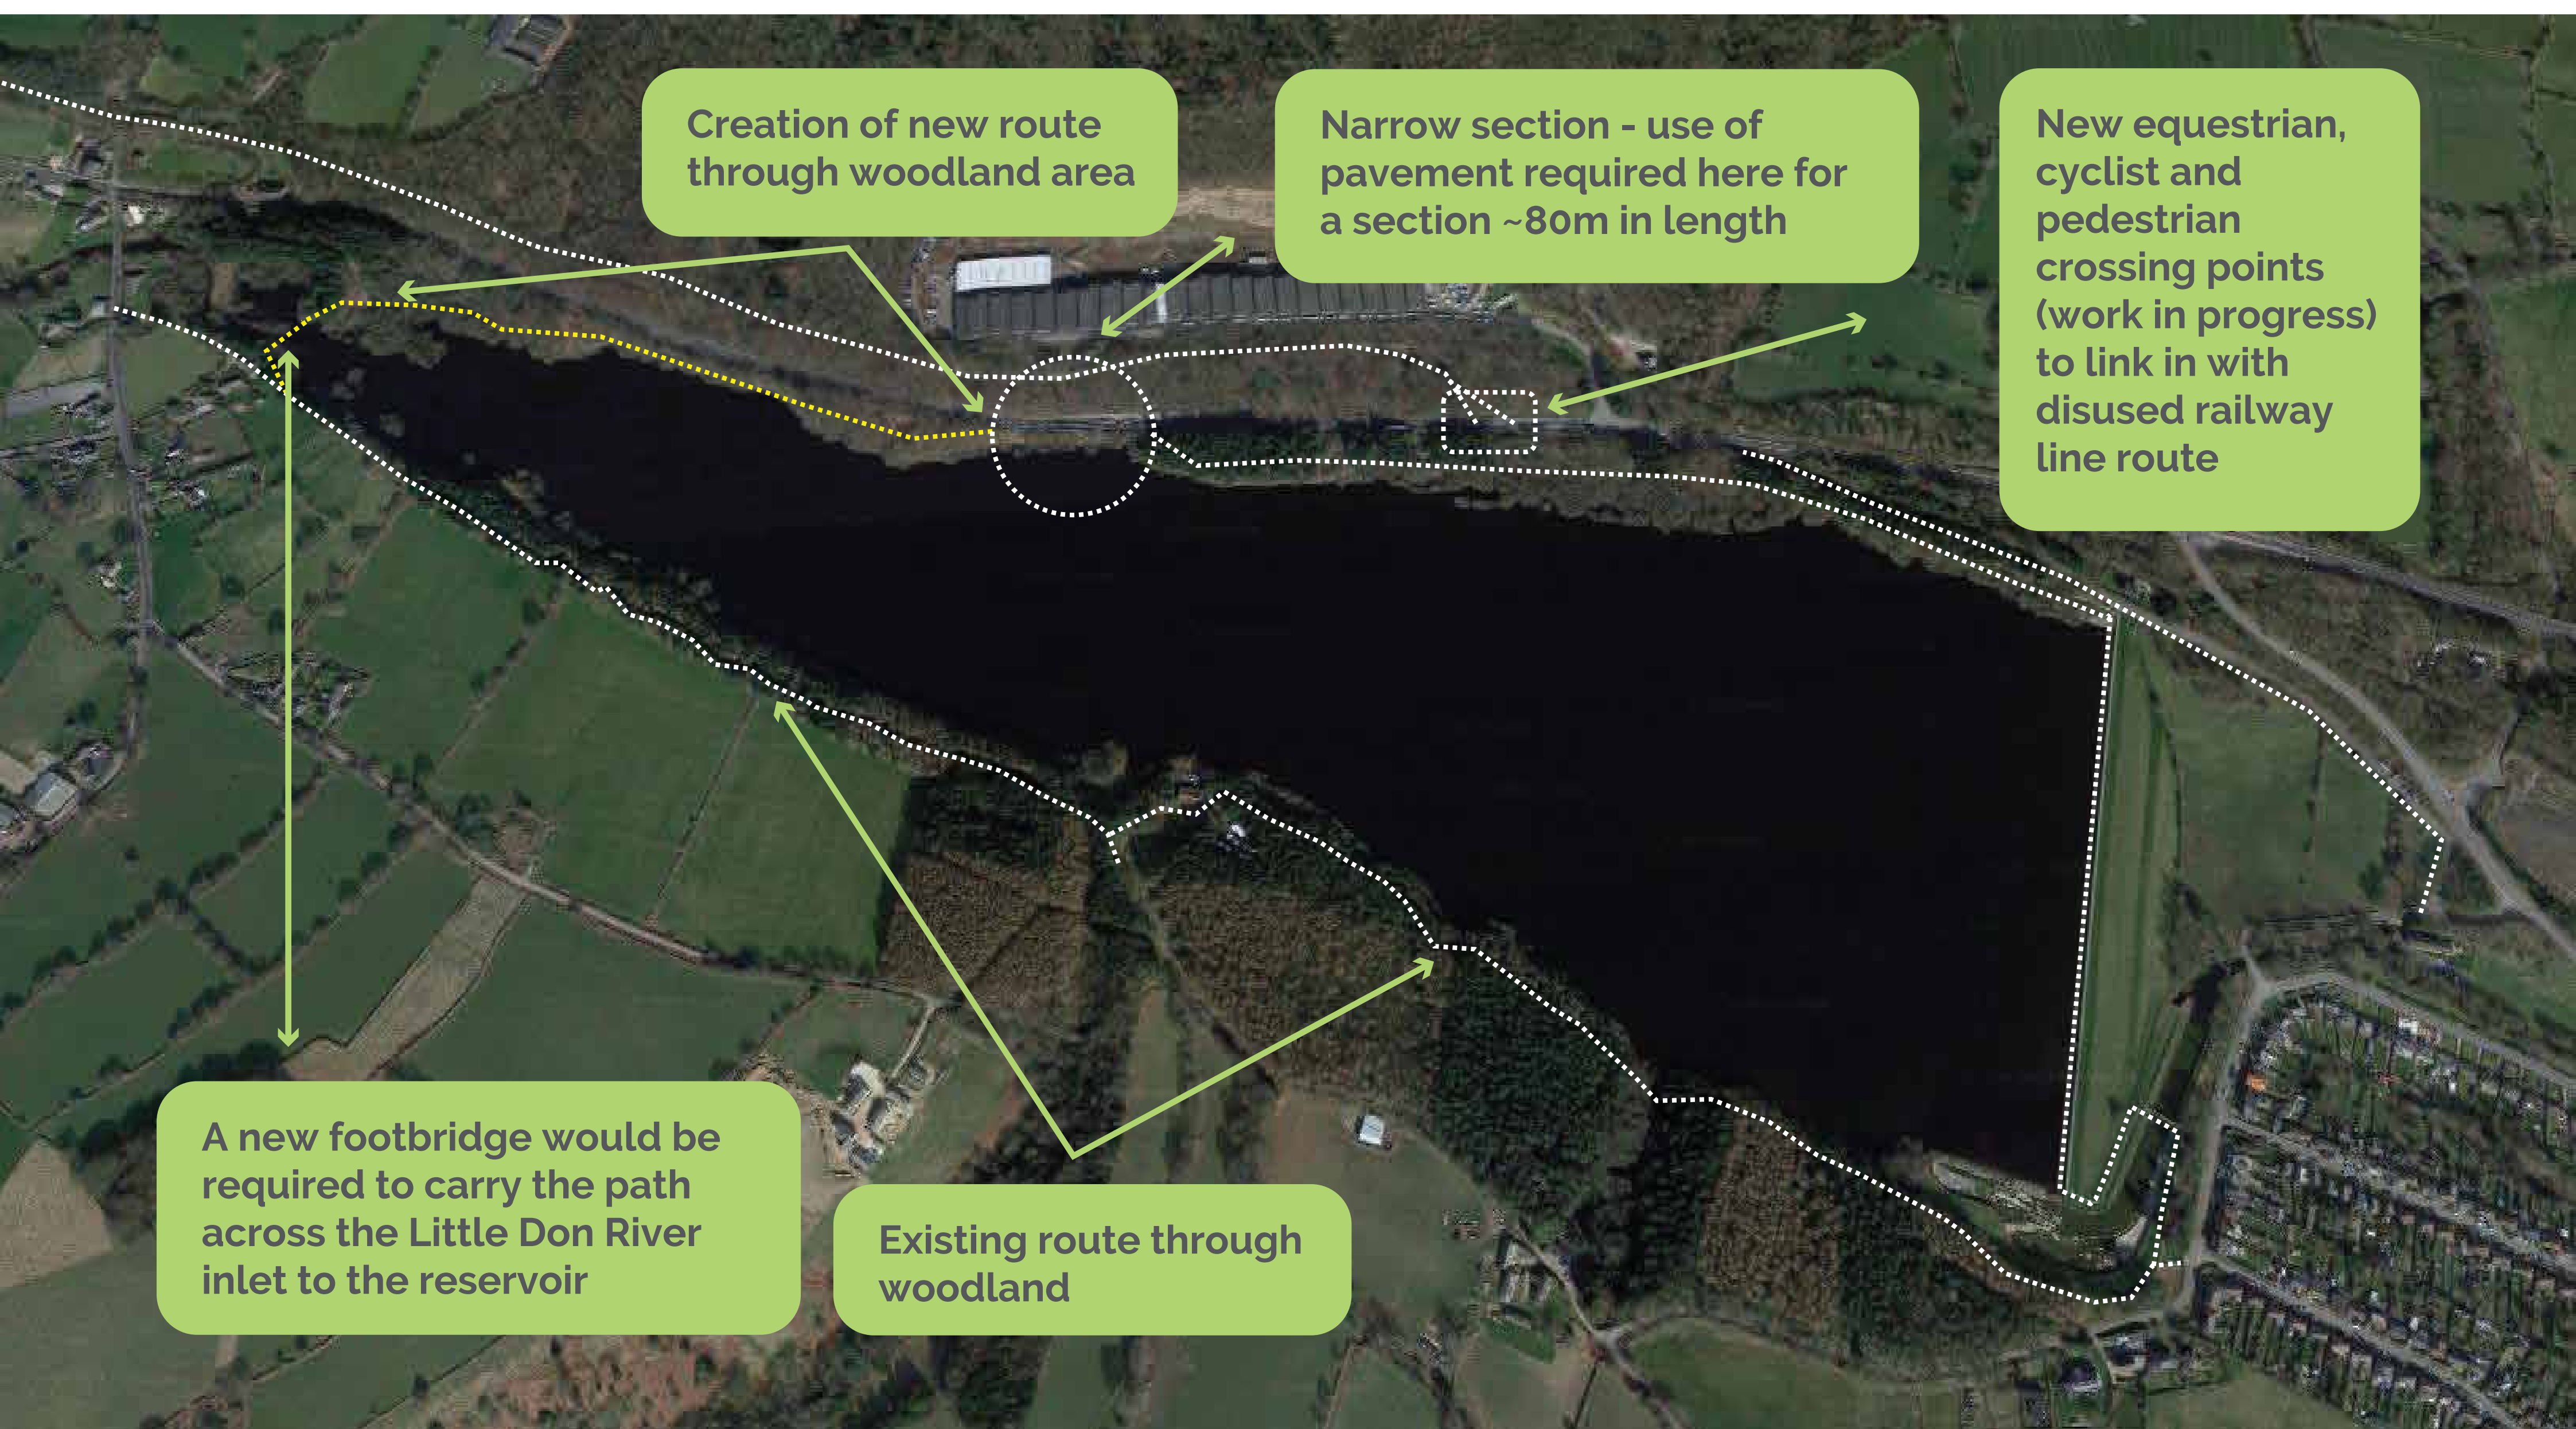 Creation of new route
through woodland area
Narrow section - use of
pavement required here for
a section ~80m in length
New equestrian,
cyclist and
pedestrian
crossing points
(work in progress)
to link in with
disused railway
line route
A new footbridge would be
required to carry the path
across the Little Don River
inlet to the reservoir
Existing route through
woodland